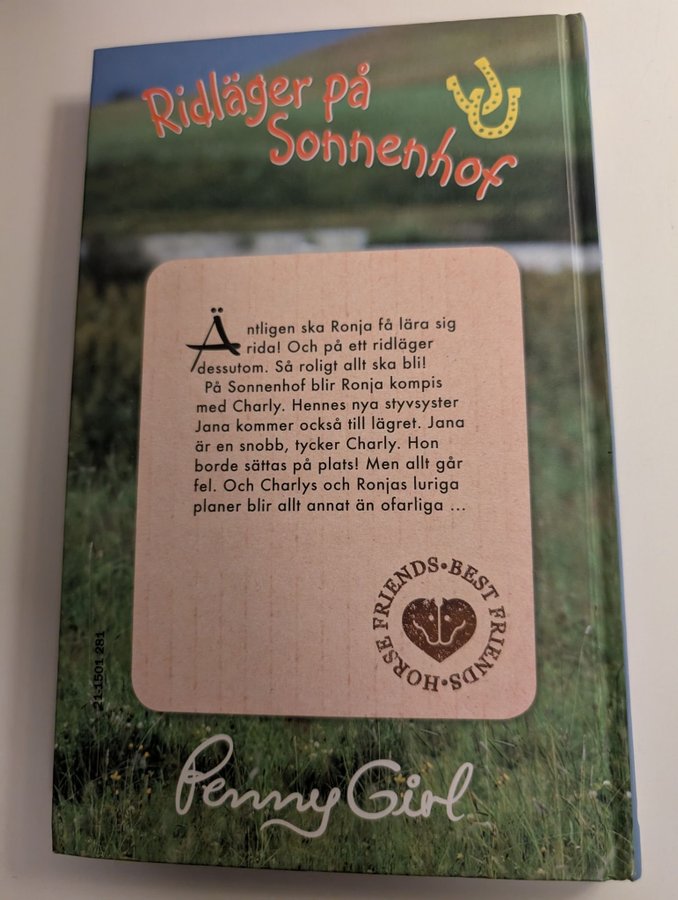 Ridläger på
Sonnenhof
Äntligen ska Ronja få lära sig
rida! Och på ett ridläger
dessutom. Så roligt allt ska bli!
På Sonnenhof blir Ronja kompis
med Charly. Hennes nya styvsyster
Jana kommer också till lägret. Jana
är en snobb, tycker Charly. Hon
borde sättas på plats! Men allt går
fel. Och Charlys och Ronjas luriga
planer blir allt annat än ofarliga ...
HORSE FRIENDS•BEST FRIENDS•
21.1501 281
Penny Girl